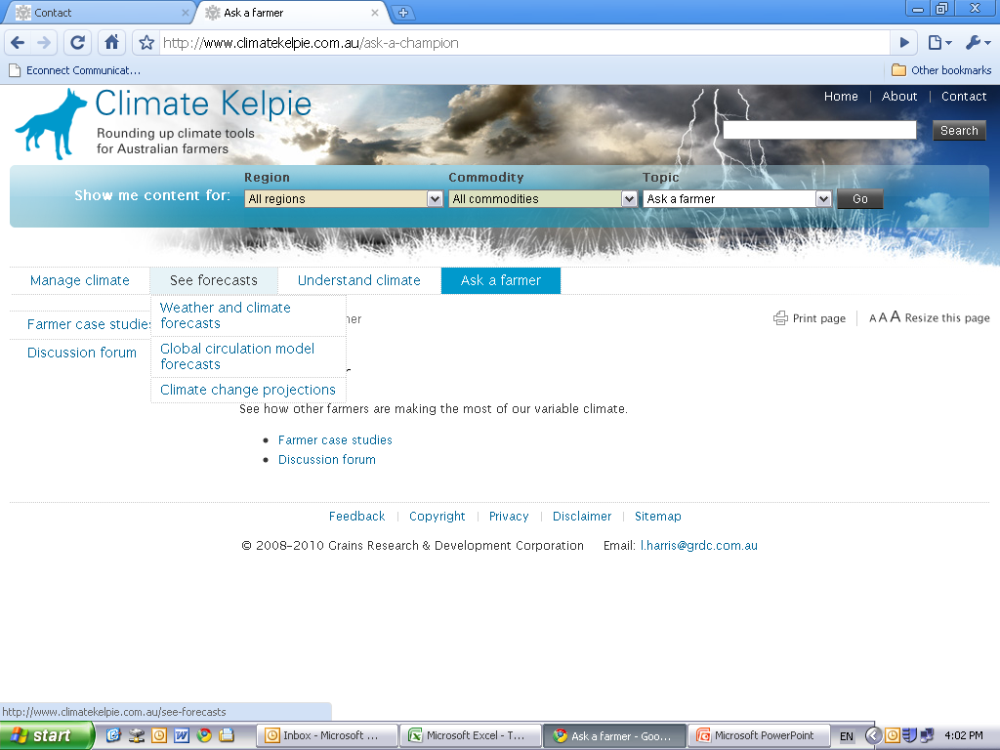 Contact
Ask a farmer
http://www.climatekelpie.com.au/ask-a-champion
Econnect Communicat...
Other bookmarks
Climate Kelpie
Rounding up climate tools
for Australian farmers
Home | About | Contact
Search
Show me content for:
Region
All regions
Commodity
All commodities
Topic
Ask a farmer
Go
Manage climate
See forecasts
Understand climate
Ask a farmer
Weather and climate
forecasts
Global circulation model
forecasts
Climate change projections
Farmer case studies
Discussion forum
Print page
A A A Resize this page
See how other farmers are making the most of our variable climate.
• Farmer case studies
• Discussion forum
Feedback | Copyright | Privacy | Disclaimer | Sitemap
© 2008-2010 Grains Research & Development Corporation Email: l.harris@grdc.com.au
http://www.climatekelpie.com.au/see-forecasts
start
Inbox - Microsoft ...
Microsoft Excel - T...
Ask a farmer - Goo...
Microsoft PowerPoint
EN
4:02 PM